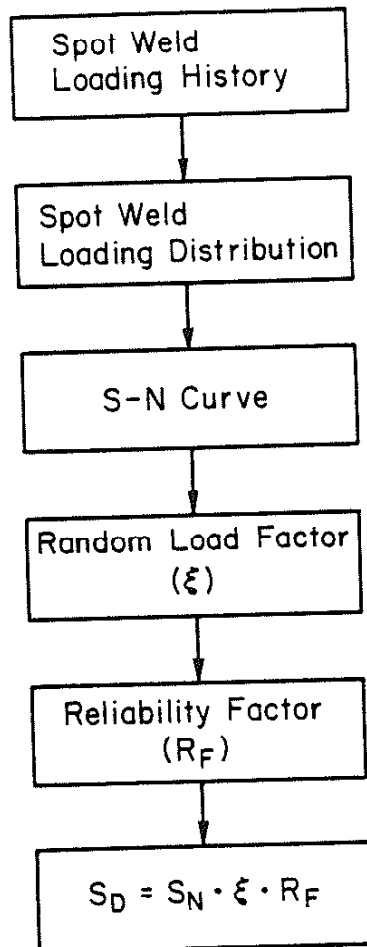 Spot Weld
Loading History
Spot Weld
Loading Distribution
S-N Curve
Random Load Factor
(ξ)
Reliability Factor
(R_F)
S_D = S_N · ξ · R_F